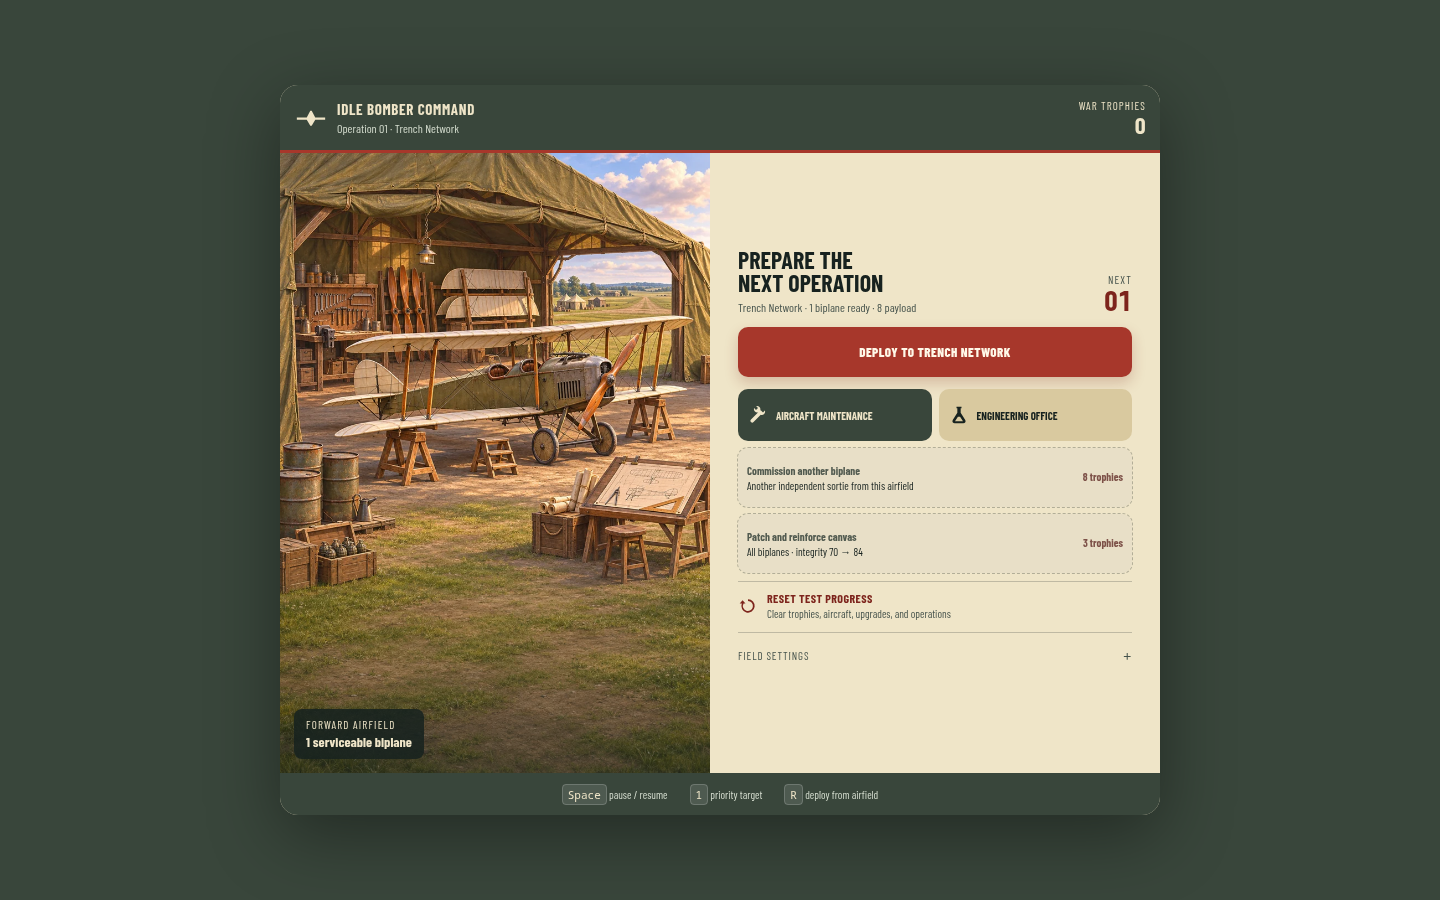 IDLE BOMBER COMMAND
Operation 01 · Trench Network
WAR TROPHIES
0
PREPARE THE
NEXT OPERATION
Trench Network · 1 biplane ready · 8 payload
NEXT
01
DEPLOY TO TRENCH NETWORK
AIRCRAFT MAINTENANCE
ENGINEERING OFFICE
Commission another biplane
Another independent sortie from this airfield
8 trophies
Patch and reinforce canvas
All biplanes · integrity 70 → 84
3 trophies
RESET TEST PROGRESS
Clear trophies, aircraft, upgrades, and operations
FIELD SETTINGS
+
FORWARD AIRFIELD
1 serviceable biplane
Space pause / resume
1 priority target
R deploy from airfield